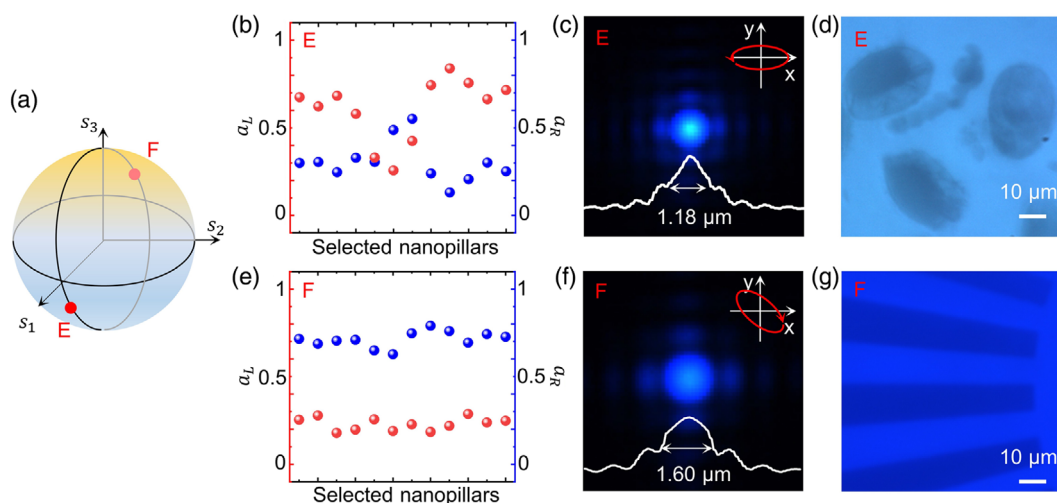 (a)
s₃
F
s₂
s₁
E
(b)
E
1
0.5
0
a_L
1
0.5
0
a_R
Selected nanopillars
(c)
E
y
x
1.18 μm
(d)
E
10 μm
(e)
F
1
0.5
0
a_L
1
0.5
0
a_R
Selected nanopillars
(f)
F
y
x
1.60 μm
(g)
F
10 μm